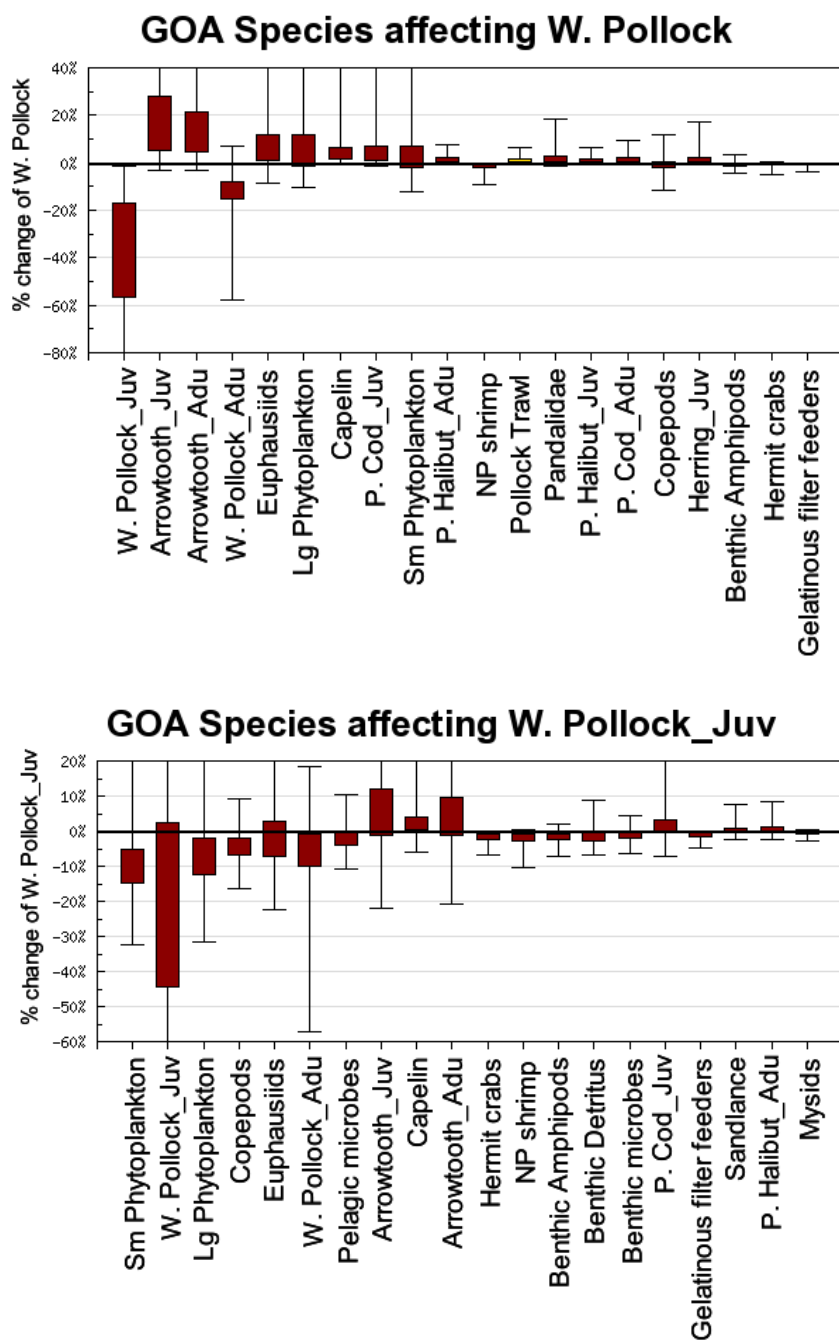 GOA Species affecting W. Pollock
% change of W. Pollock
40%
20%
0%
-20%
-40%
-60%
-80%
W. Pollock_Juv
Arrowtooth_Juv
Arrowtooth_Adu
W. Pollock_Adu
Euphausiids
Lg Phytoplankton
Capelin
P. Cod_Juv
Sm Phytoplankton
P. Halibut_Adu
NP shrimp
Pollock Trawl
Pandalidae
P. Halibut_Juv
P. Cod_Adu
Copepods
Herring_Juv
Benthic Amphipods
Hermit crabs
Gelatinous filter feeders
GOA Species affecting W. Pollock_Juv
% change of W. Pollock_Juv
20%
10%
0%
-10%
-20%
-30%
-40%
-50%
-60%
Sm Phytoplankton
W. Pollock_Juv
Lg Phytoplankton
Copepods
Euphausiids
W. Pollock_Adu
Pelagic microbes
Arrowtooth_Juv
Capelin
Arrowtooth_Adu
Hermit crabs
NP shrimp
Benthic Amphipods
Benthic Detritus
Benthic microbes
P. Cod_Juv
Gelatinous filter feeders
Sandlance
P. Halibut_Adu
Mysids